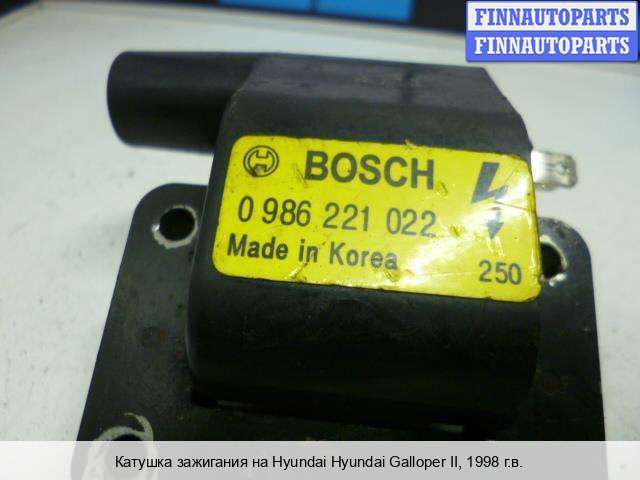 FINNAUTOPARTS
FINNAUTOPARTS
BOSCH
0 986 221 022
Made in Korea
250
Катушка зажигания на Hyundai Hyundai Galloper II, 1998 г.в.